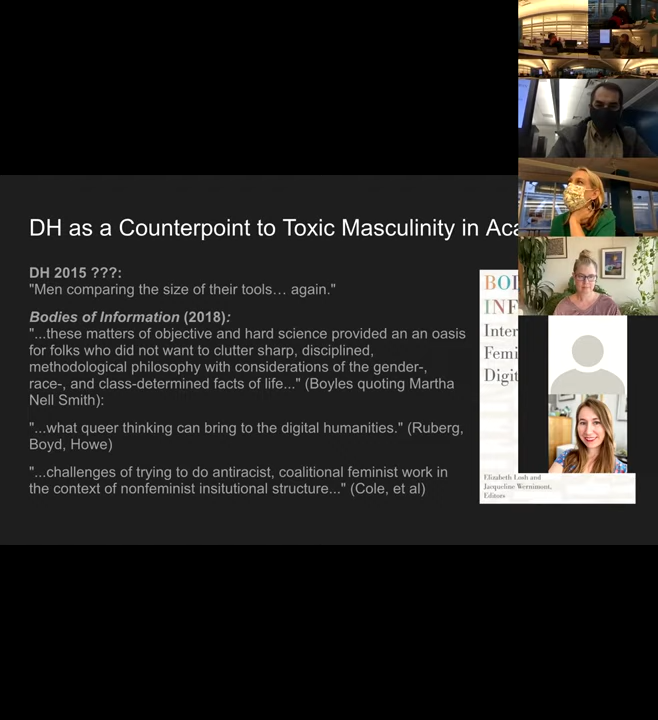 DH as a Counterpoint to Toxic Masculinity in Aca
DH 2015 ???:
"Men comparing the size of their tools… again."
Bodies of Information (2018):
"...these matters of objective and hard science provided an an oasis
for folks who did not want to clutter sharp, disciplined,
methodological philosophy with considerations of the gender-,
race-, and class-determined facts of life..." (Boyles quoting Martha
Nell Smith):
"...what queer thinking can bring to the digital humanities." (Ruberg,
Boyd, Howe)
"...challenges of trying to do antiracist, coalitional feminist work in
the context of nonfeminist insitutional structure..." (Cole, et al)
BO
INF
Inter
Femi
Digit
Elizabeth Losh and
Jacqueline Wernimont,
Editors